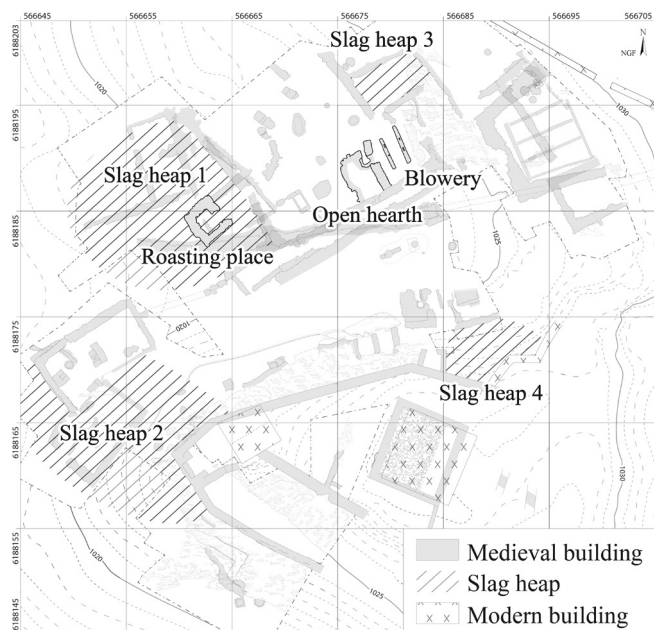 566645 566655 566665 566675 566685 566695 566705
6188203
Slag heap 3
N
NGF
1020
1030
6188195
Slag heap 1
Blowery
6188185
Open hearth
Roasting place
1025
6188175
1020
Slag heap 4
6188165
Slag heap 2
1030
6188155
1020
1025
6188145
Medieval building
Slag heap
Modern building